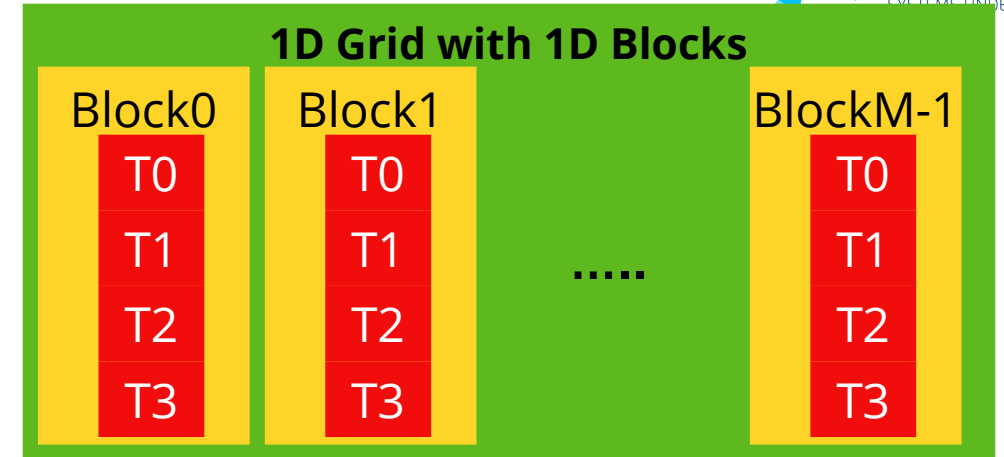 1D Grid with 1D Blocks
Block0 Block1 BlockM-1
T0 T0 T0
T1 T1 T1
.....
T2 T2 T2
T3 T3 T3